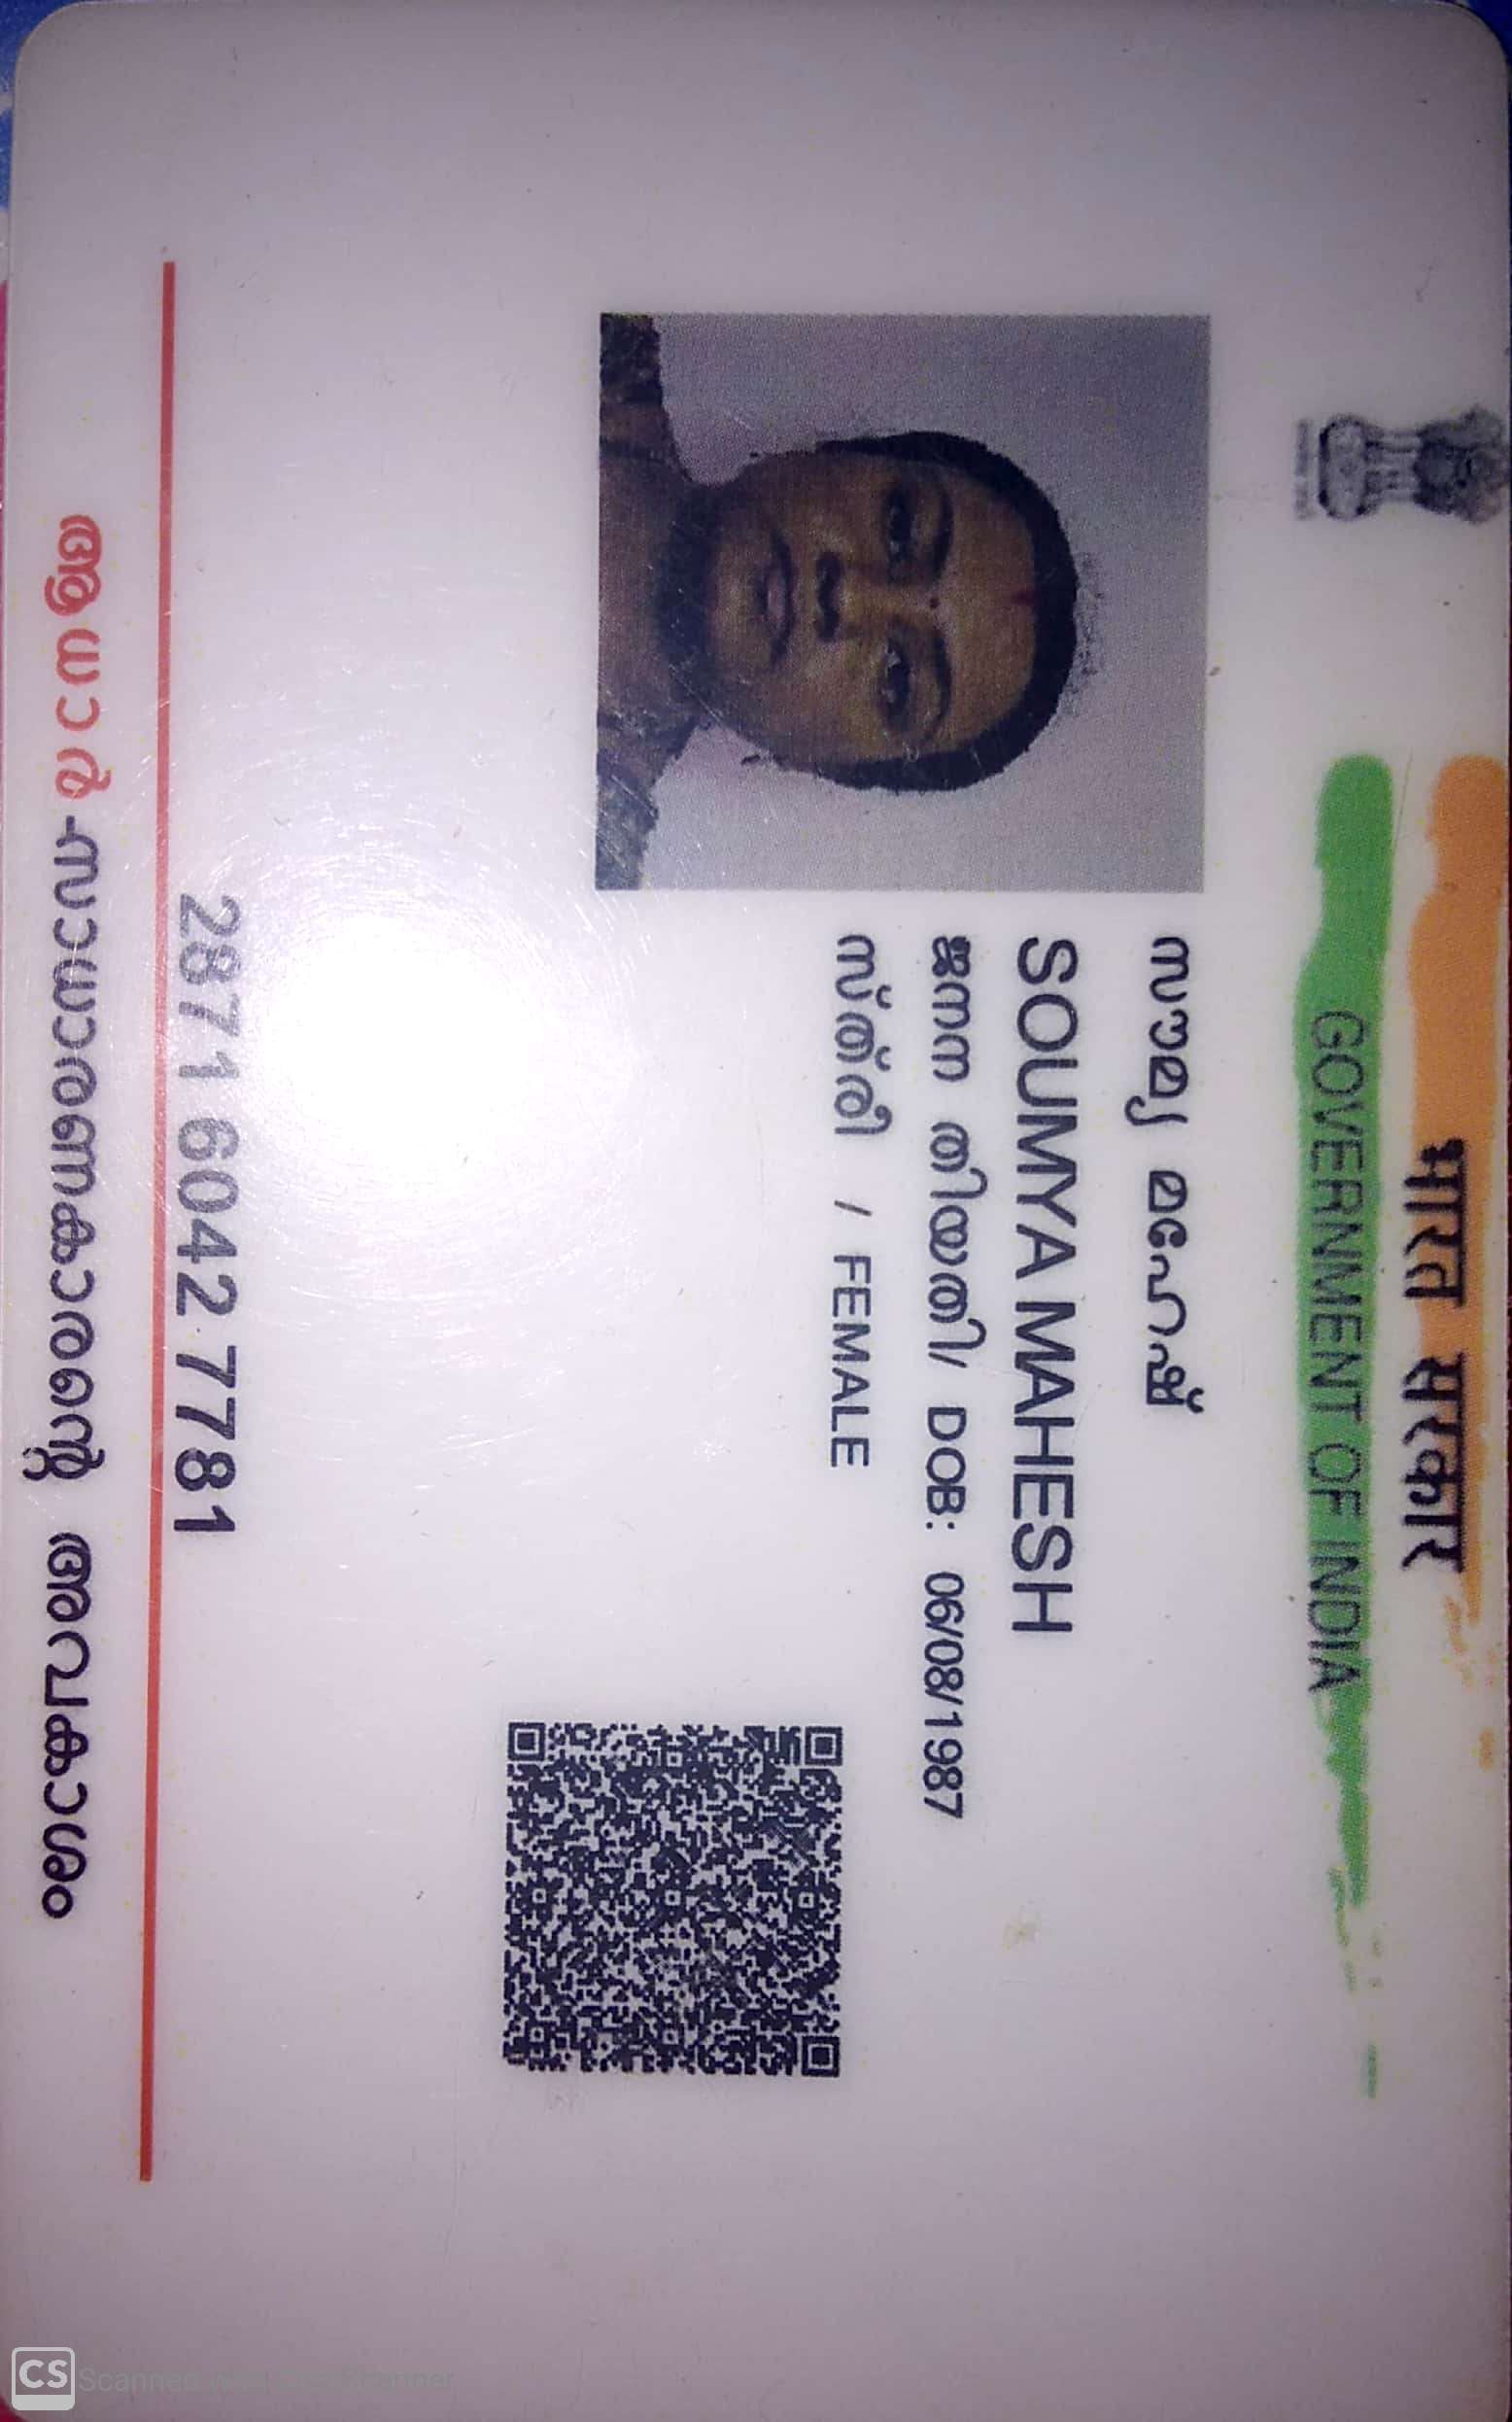 भारत सरकार
GOVERNMENT OF INDIA
സൗമ്യ മഹേഷ്
SOUMYA MAHESH
ജനന തിയതി/ DOB: 06/08/1987
സ്ത്രീ / FEMALE
2871 6042 7781
ആധാർ-സാധാരണക്കാരന്റെ അവകാശം
CS Scanned with CamScanner